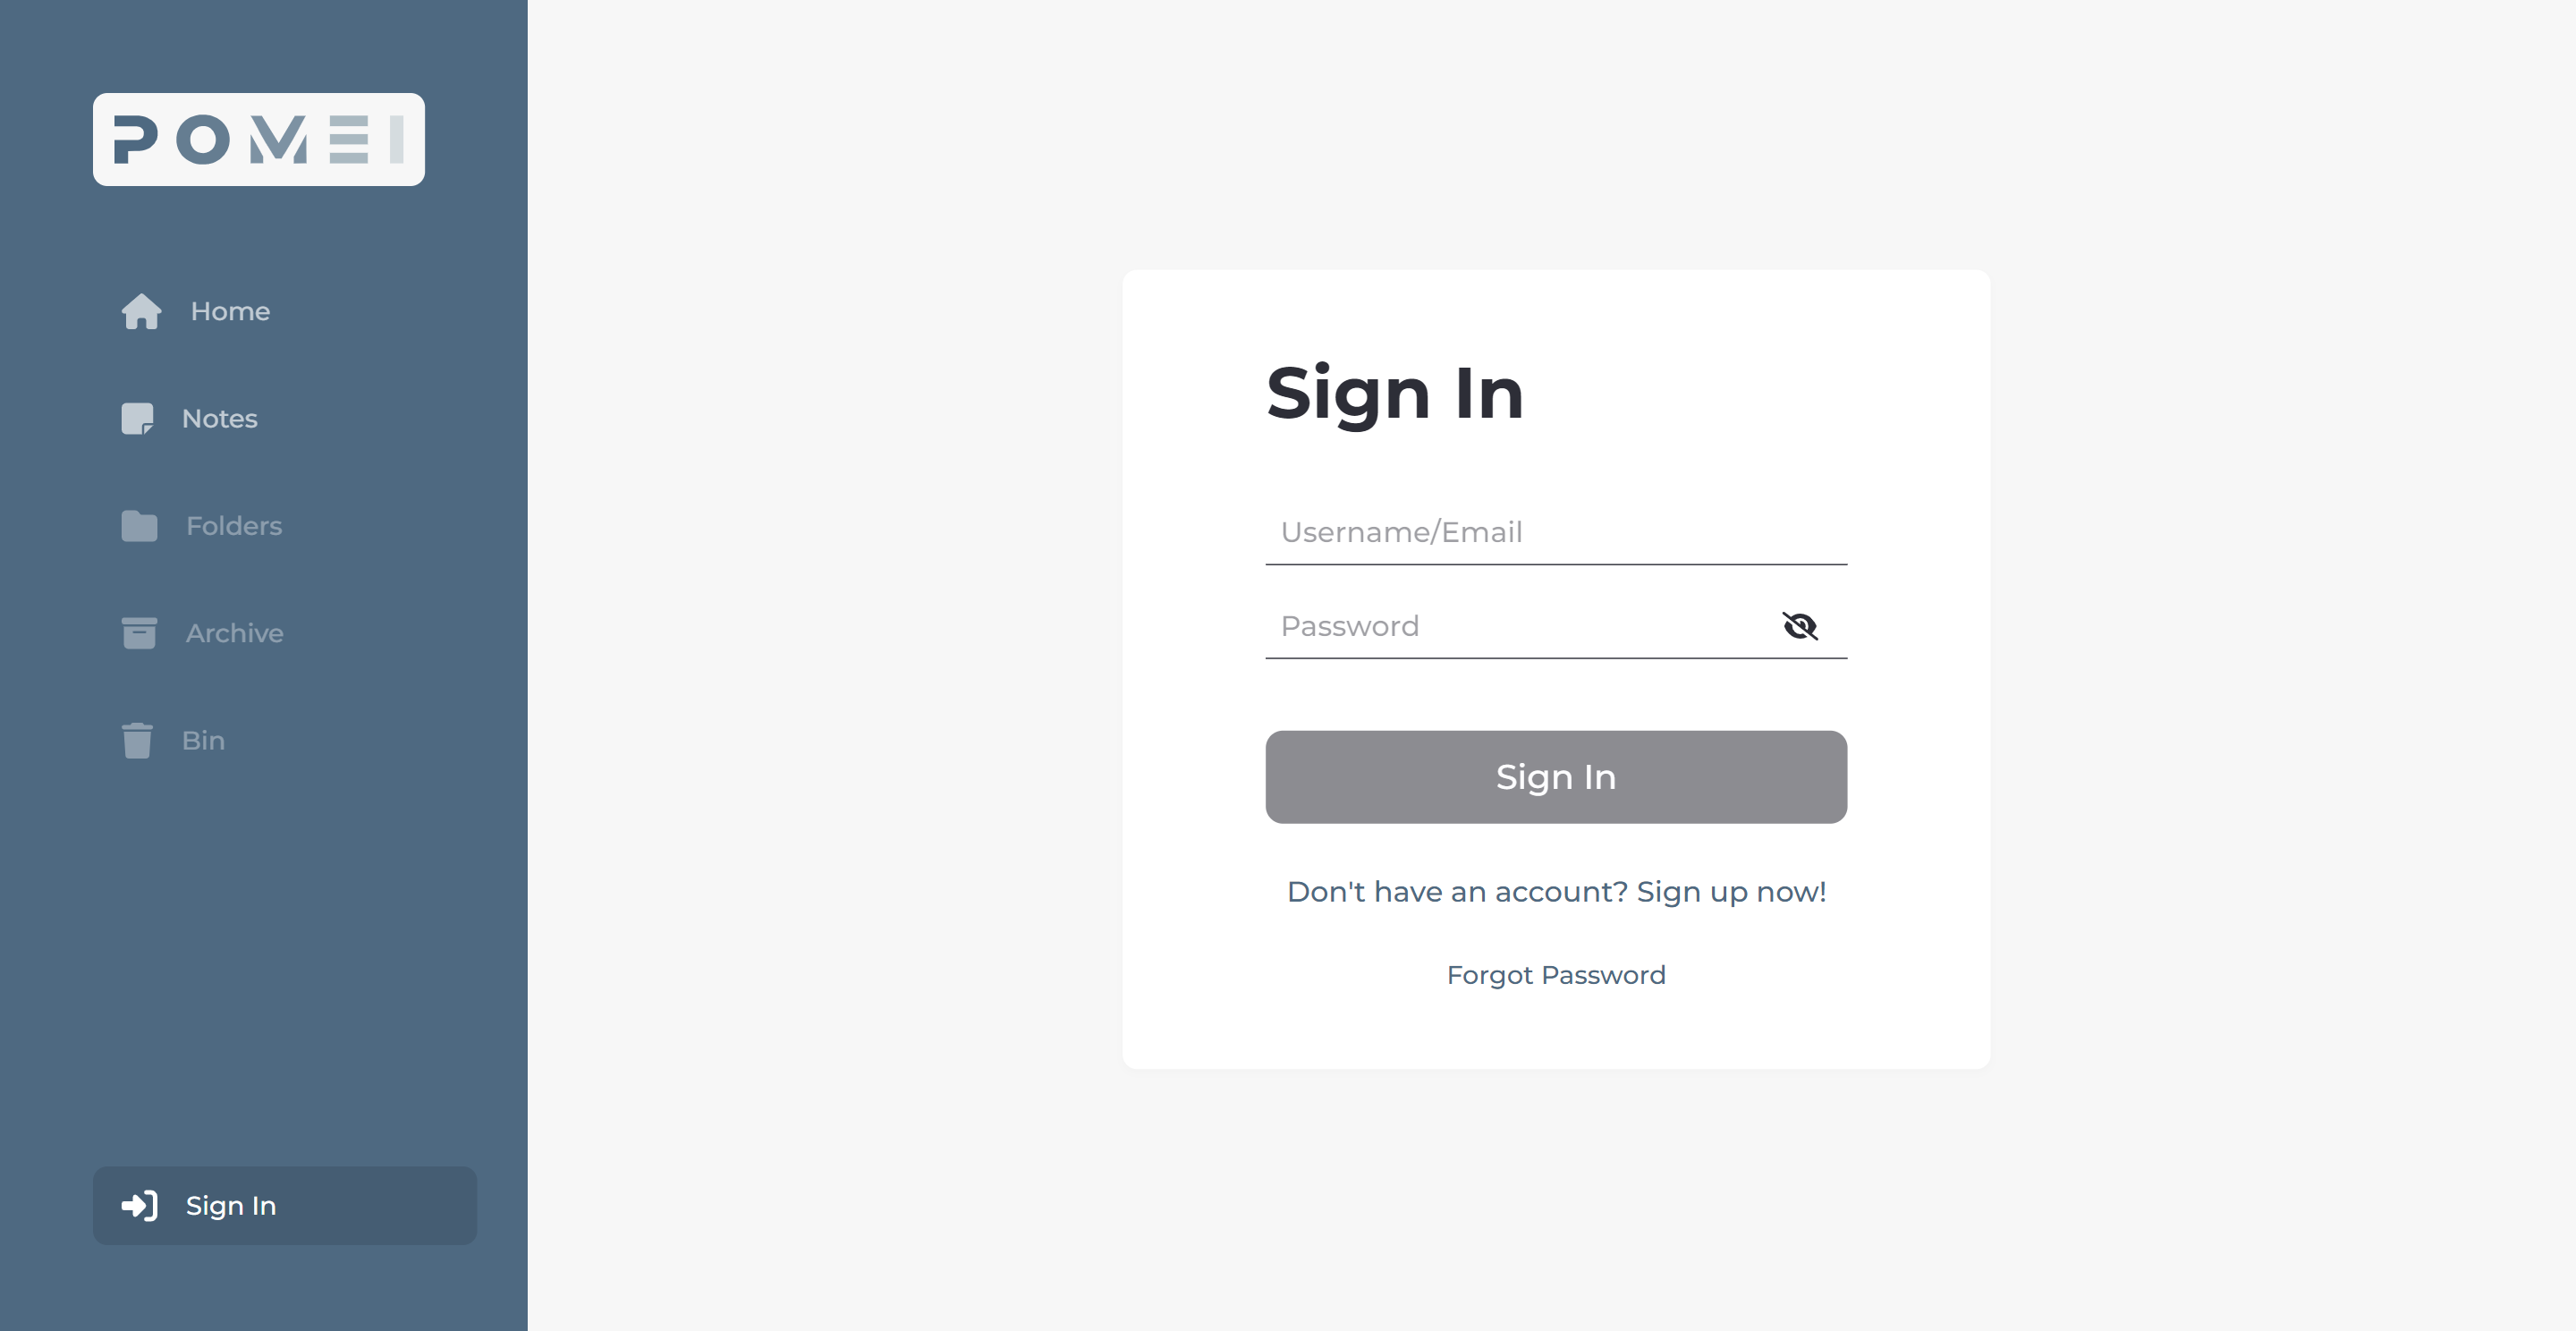 POMEI
Home
Notes
Folders
Archive
Bin
Sign In
Sign In
Username/Email
Password
Sign In
Don't have an account? Sign up now!
Forgot Password